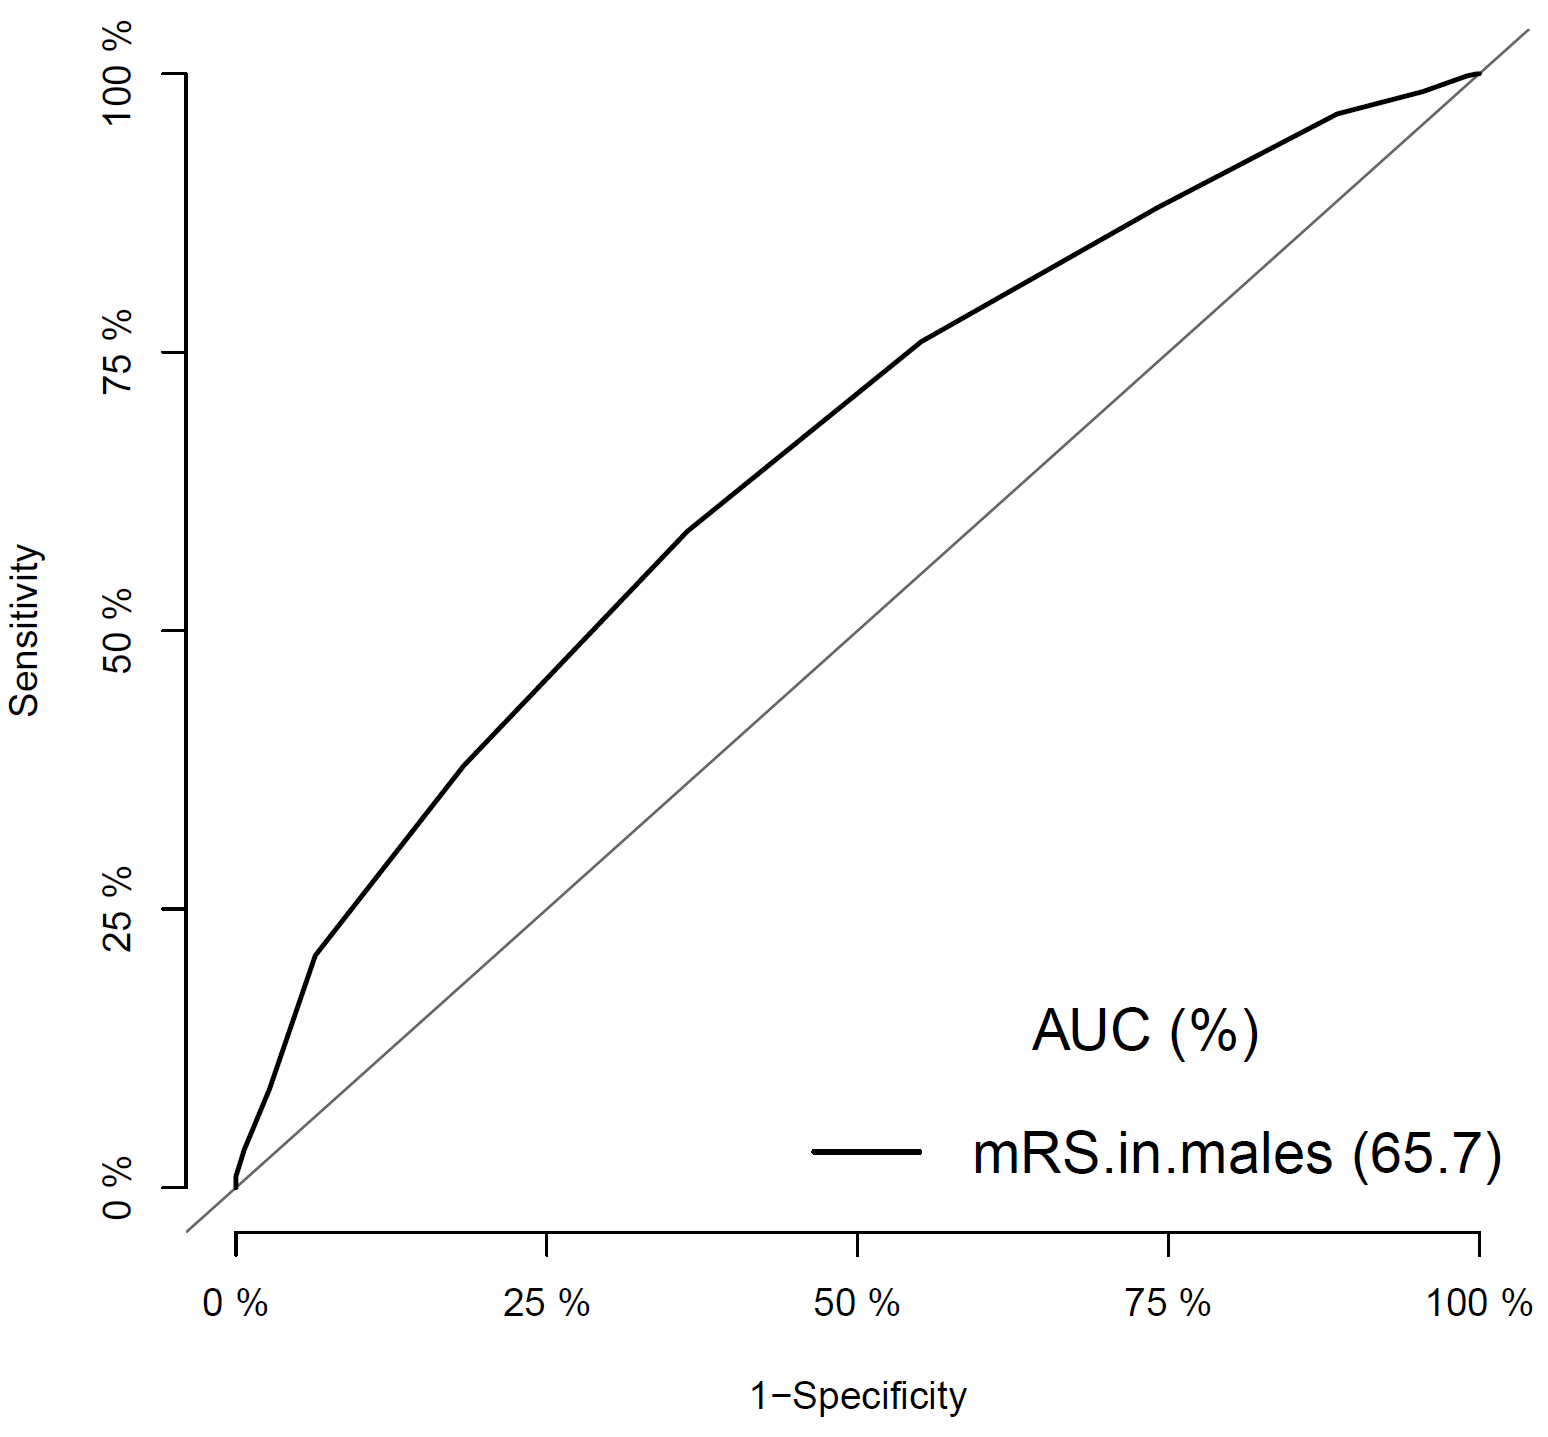 100 %
75 %
50 %
25 %
0 %
Sensitivity
AUC (%)
mRS.in.males (65.7)
0 %
25 %
50 %
75 %
100 %
1−Specificity